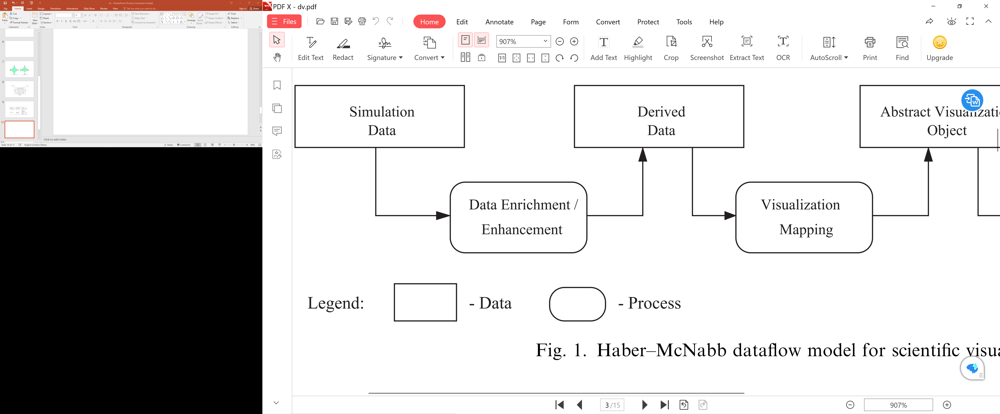 dv - PowerPoint (Product Activation Failed)
File Home Insert Design Transitions Animations Slide Show Review View Tell me what you want to do... Sign in Share
Paste
Cut
Copy
Format Painter
Clipboard
New Slide
Layout
Reset
Section
Slides
18
Font
Text Direction
Align Text
Convert to SmartArt
Paragraph
Arrange
Quick Styles
Shape Fill
Shape Outline
Shape Effects
Drawing
Find
Replace
Select
Editing
6
7
8
9
10
11
Click to add notes
Slide 10 of 11 English (United States) Notes Comments 80%
PDF X - dv.pdf
Files Home Edit Annotate Page Form Convert Protect Tools Help
907%
1:1
Edit Text Redact Signature Convert Add Text Highlight Crop Screenshot Extract Text OCR AutoScroll Print Find Upgrade
Simulation
Data
Derived
Data
Abstract Visualizati
Object
Data Enrichment /
Enhancement
Visualization
Mapping
Legend: - Data - Process
Fig. 1. Haber–McNabb dataflow model for scientific visua
3 /15
907%